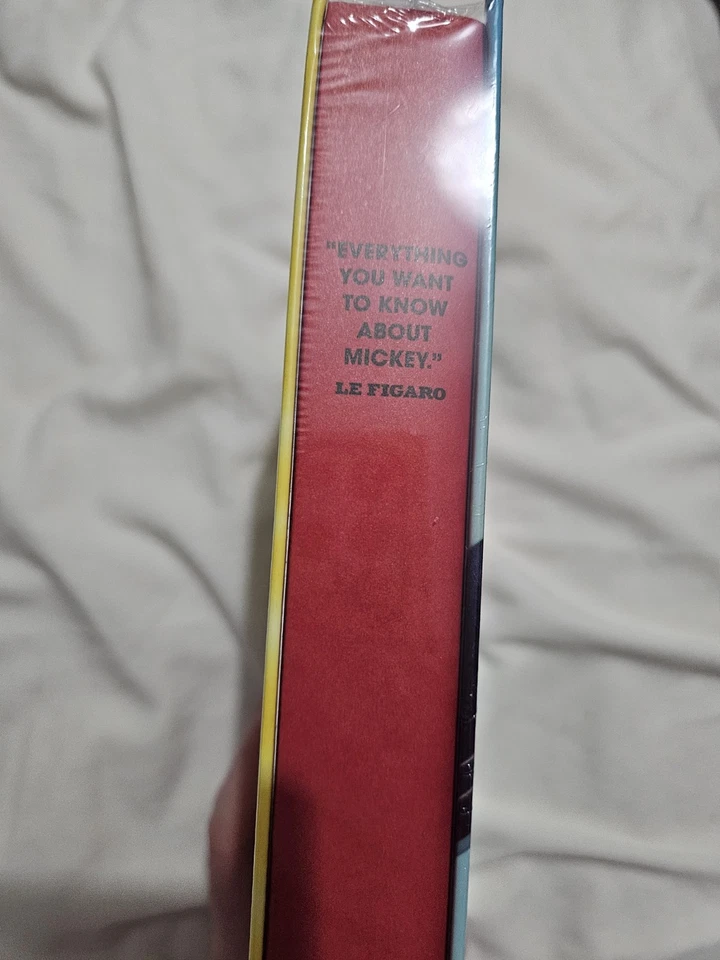 "EVERYTHING
YOU WANT
TO KNOW
ABOUT
MICKEY."
LE FIGARO